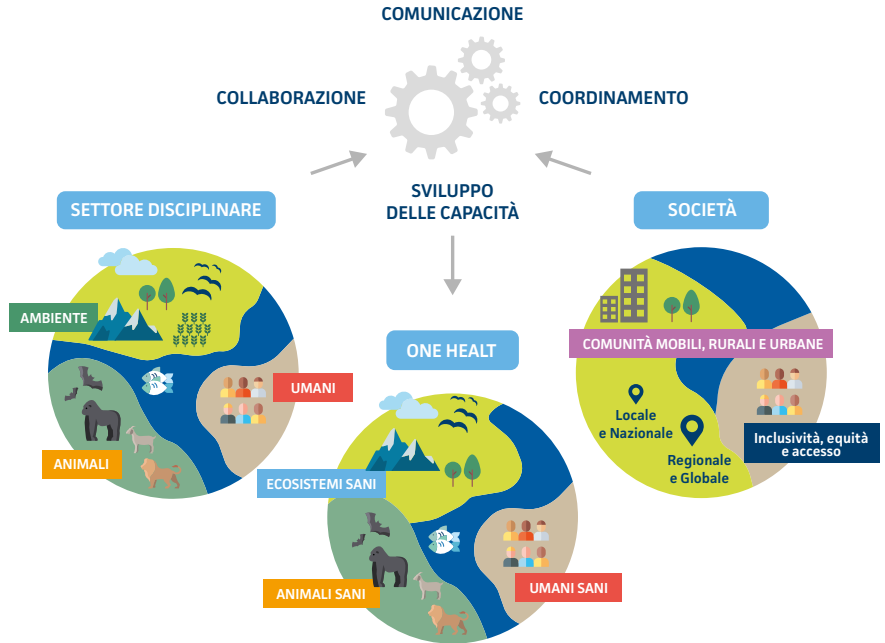 COMUNICAZIONE
COLLABORAZIONE
COORDINAMENTO
SVILUPPO
DELLE CAPACITÀ
SETTORE DISCIPLINARE
SOCIETÀ
AMBIENTE
UMANI
ANIMALI
ONE HEALT
ECOSISTEMI SANI
ANIMALI SANI
UMANI SANI
COMUNITÀ MOBILI, RURALI E URBANE
Locale
e Nazionale
Regionale
e Globale
Inclusività, equità
e accesso